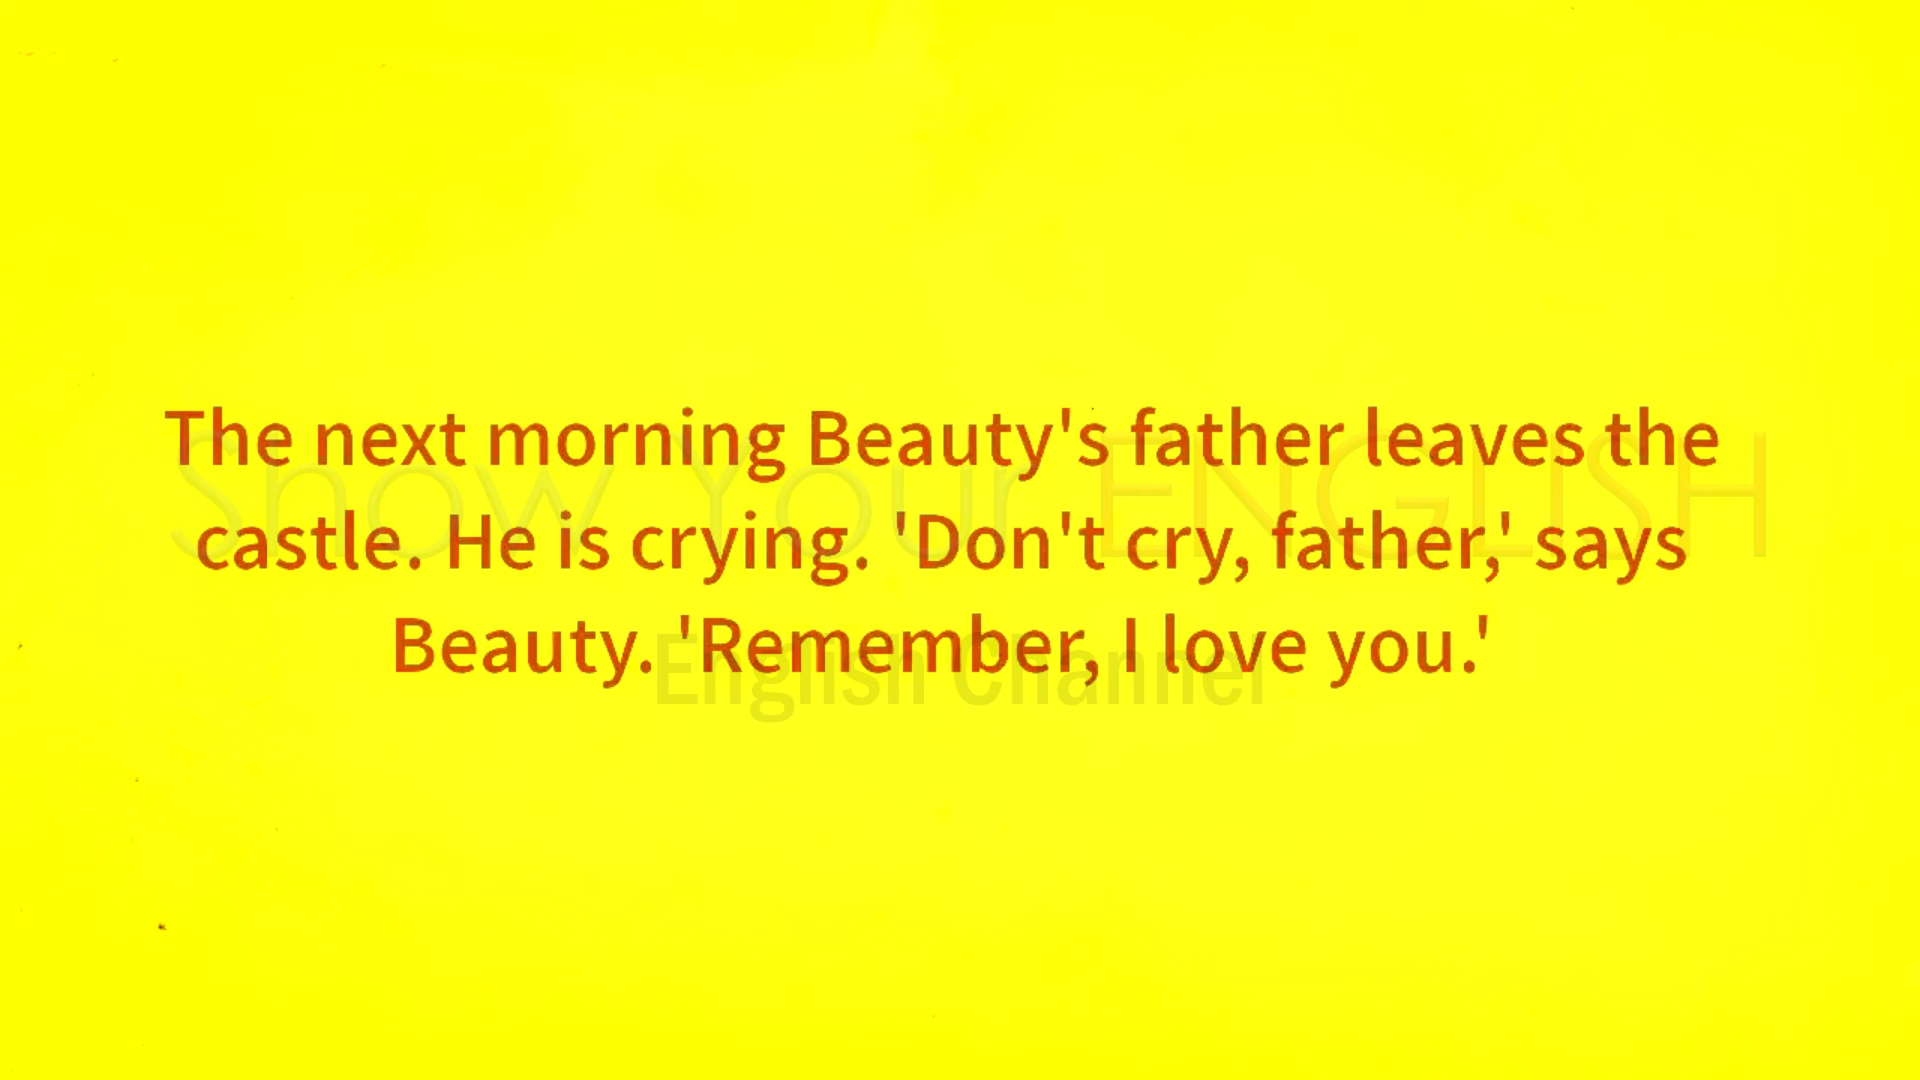 The next morning Beauty's father leaves the
castle. He is crying. 'Don't cry, father,' says
Beauty. 'Remember, I love you.'
Show Your ENGLISH
English Channel